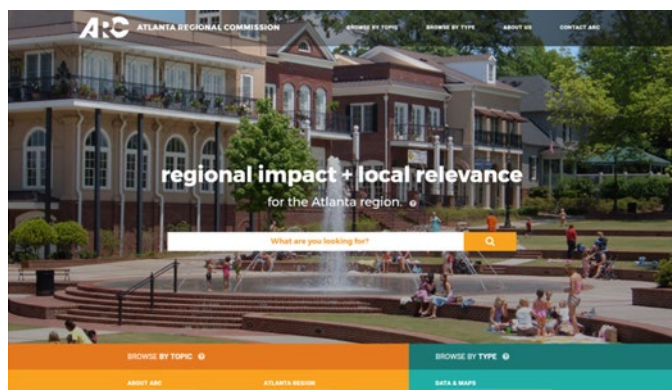 ARC ATLANTA REGIONAL COMMISSION
BROWSE BY TOPIC
BROWSE BY TYPE
ABOUT US
CONTACT ARC
regional impact + local relevance
for the Atlanta region. ?
What are you looking for?
BROWSE BY TOPIC ?
BROWSE BY TYPE ?
ABOUT ARC
ATLANTA REGION
DATA & MAPS